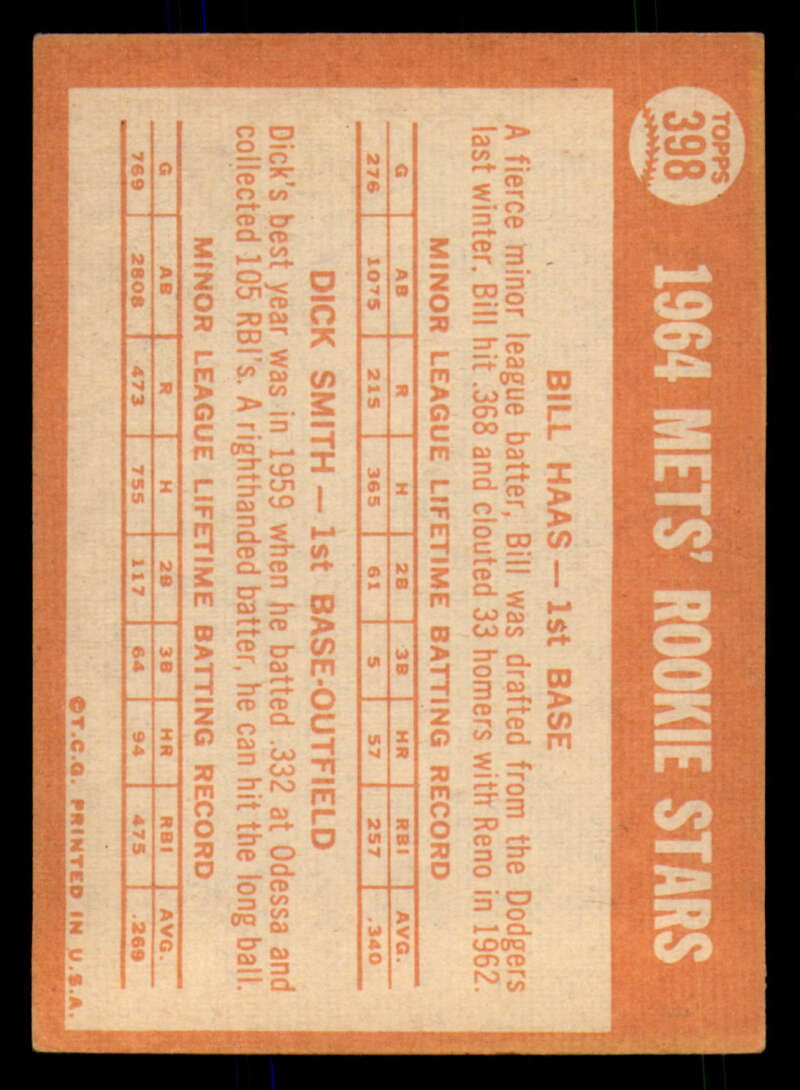 TOPPS
398
1964 METS' ROOKIE STARS
BILL HAAS — 1st BASE
A fierce minor league batter, Bill was drafted from the Dodgers
last winter. Bill hit .368 and clouted 33 homers with Reno in 1962.
MINOR LEAGUE LIFETIME BATTING RECORD
G AB R H 2B 3B HR RBI AVG.
276 1075 215 365 61 5 57 257 .340
DICK SMITH — 1st BASE-OUTFIELD
Dick's best year was in 1959 when he batted .332 at Odessa and
collected 105 RBI's. A righthanded batter, he can hit the long ball.
MINOR LEAGUE LIFETIME BATTING RECORD
G AB R H 2B 3B HR RBI AVG.
769 2808 473 755 117 64 94 475 .269
©T.C.G. PRINTED IN U.S.A.